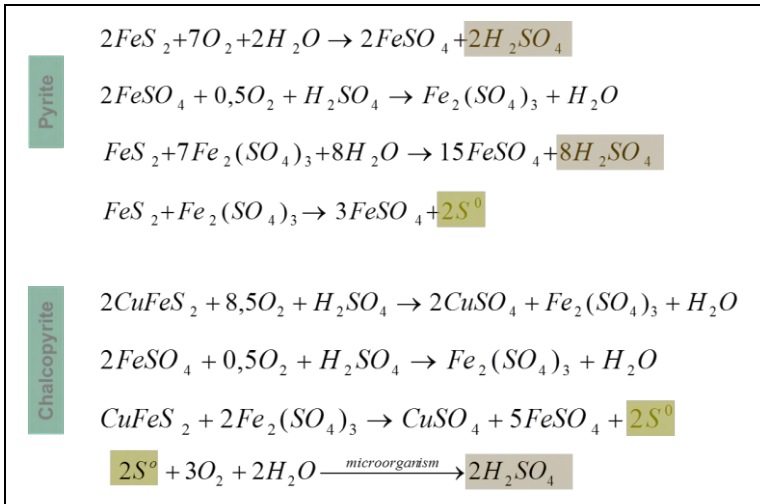 Pyrite
2FeS₂+7O₂+2H₂O → 2FeSO₄+2H₂SO₄
2FeSO₄ + 0,5O₂ + H₂SO₄ → Fe₂(SO₄)₃ + H₂O
FeS₂+7Fe₂(SO₄)₃+8H₂O → 15FeSO₄+8H₂SO₄
FeS₂+Fe₂(SO₄)₃ → 3FeSO₄+2S⁰
Chalcopyrite
2CuFeS₂ + 8,5O₂ + H₂SO₄ → 2CuSO₄ + Fe₂(SO₄)₃ + H₂O
2FeSO₄ + 0,5O₂ + H₂SO₄ → Fe₂(SO₄)₃ + H₂O
CuFeS₂ + 2Fe₂(SO₄)₃ → CuSO₄ + 5FeSO₄ + 2S⁰
2Sᵒ + 3O₂ + 2H₂O —microorganism→ 2H₂SO₄